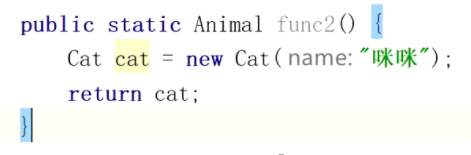 public static Animal func2() {
Cat cat = new Cat( name: "咪咪");
return cat;
}